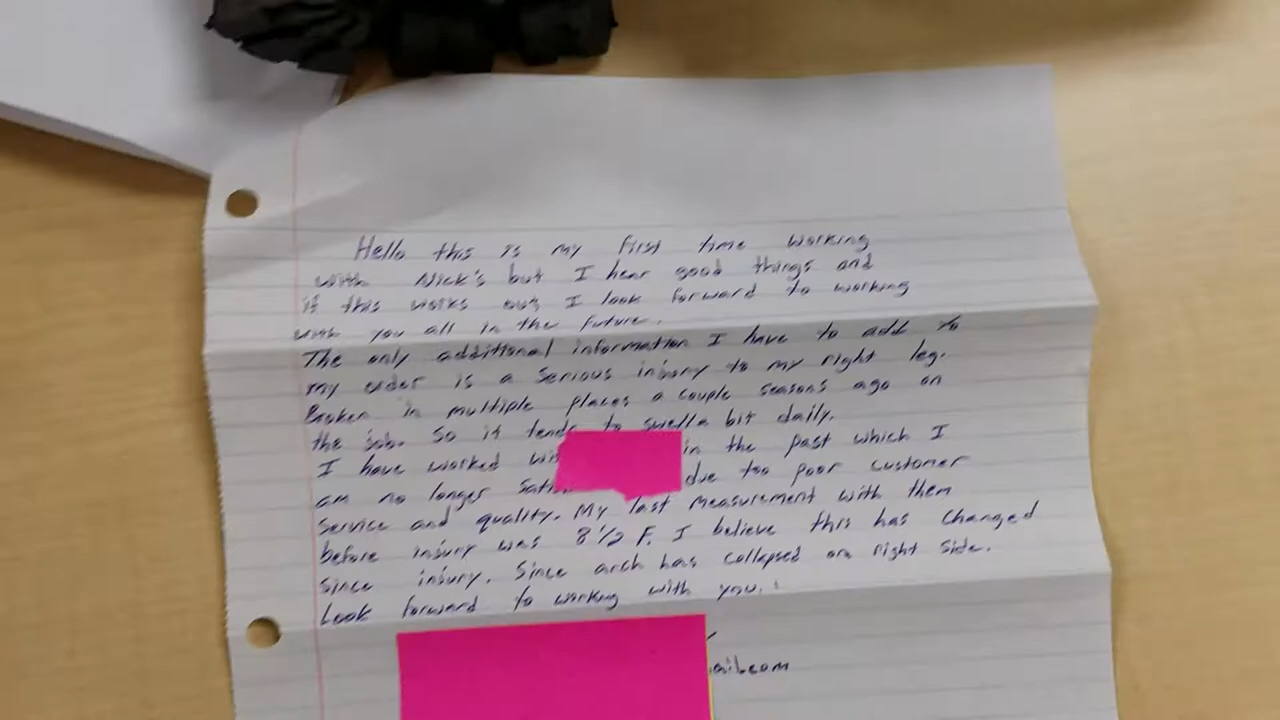 Hello this is my first time working
with Nick's but I hear good things and
if this works out, I look forward to working
with you all in the future.
The only additional information I have to add to
my order is a serious injury to my right leg.
Broken in multiple places a couple seasons ago on
the job. So it tends to swell a bit daily.
I have worked in the past which I
am no longer due too poor customer
service and quality. My last measurement with them
before injury was 8 1/2 F. I believe this has changed
since injury. Since arch has collapsed on right side.
Look forward to working with you.